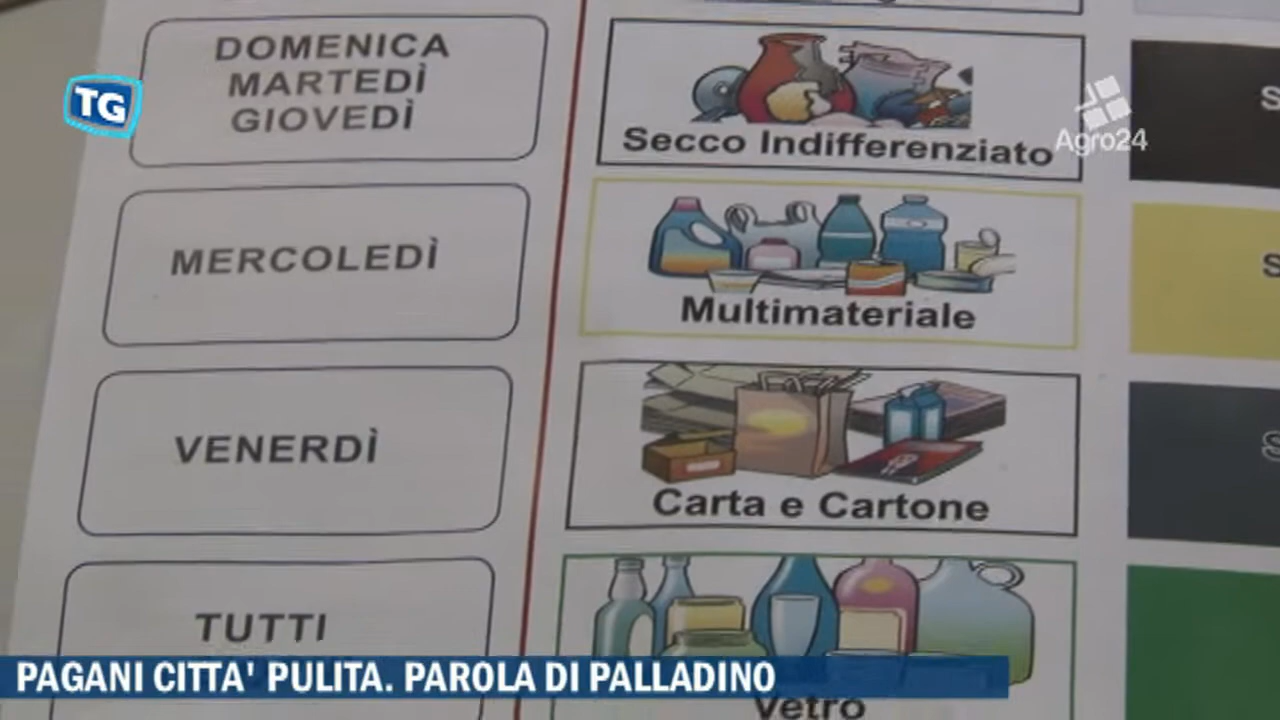 DOMENICA
MARTEDÌ
GIOVEDÌ
Secco Indifferenziato
TG
Agro24
MERCOLEDÌ
Multimateriale
VENERDÌ
Carta e Cartone
TUTTI
Vetro
PAGANI CITTA' PULITA. PAROLA DI PALLADINO